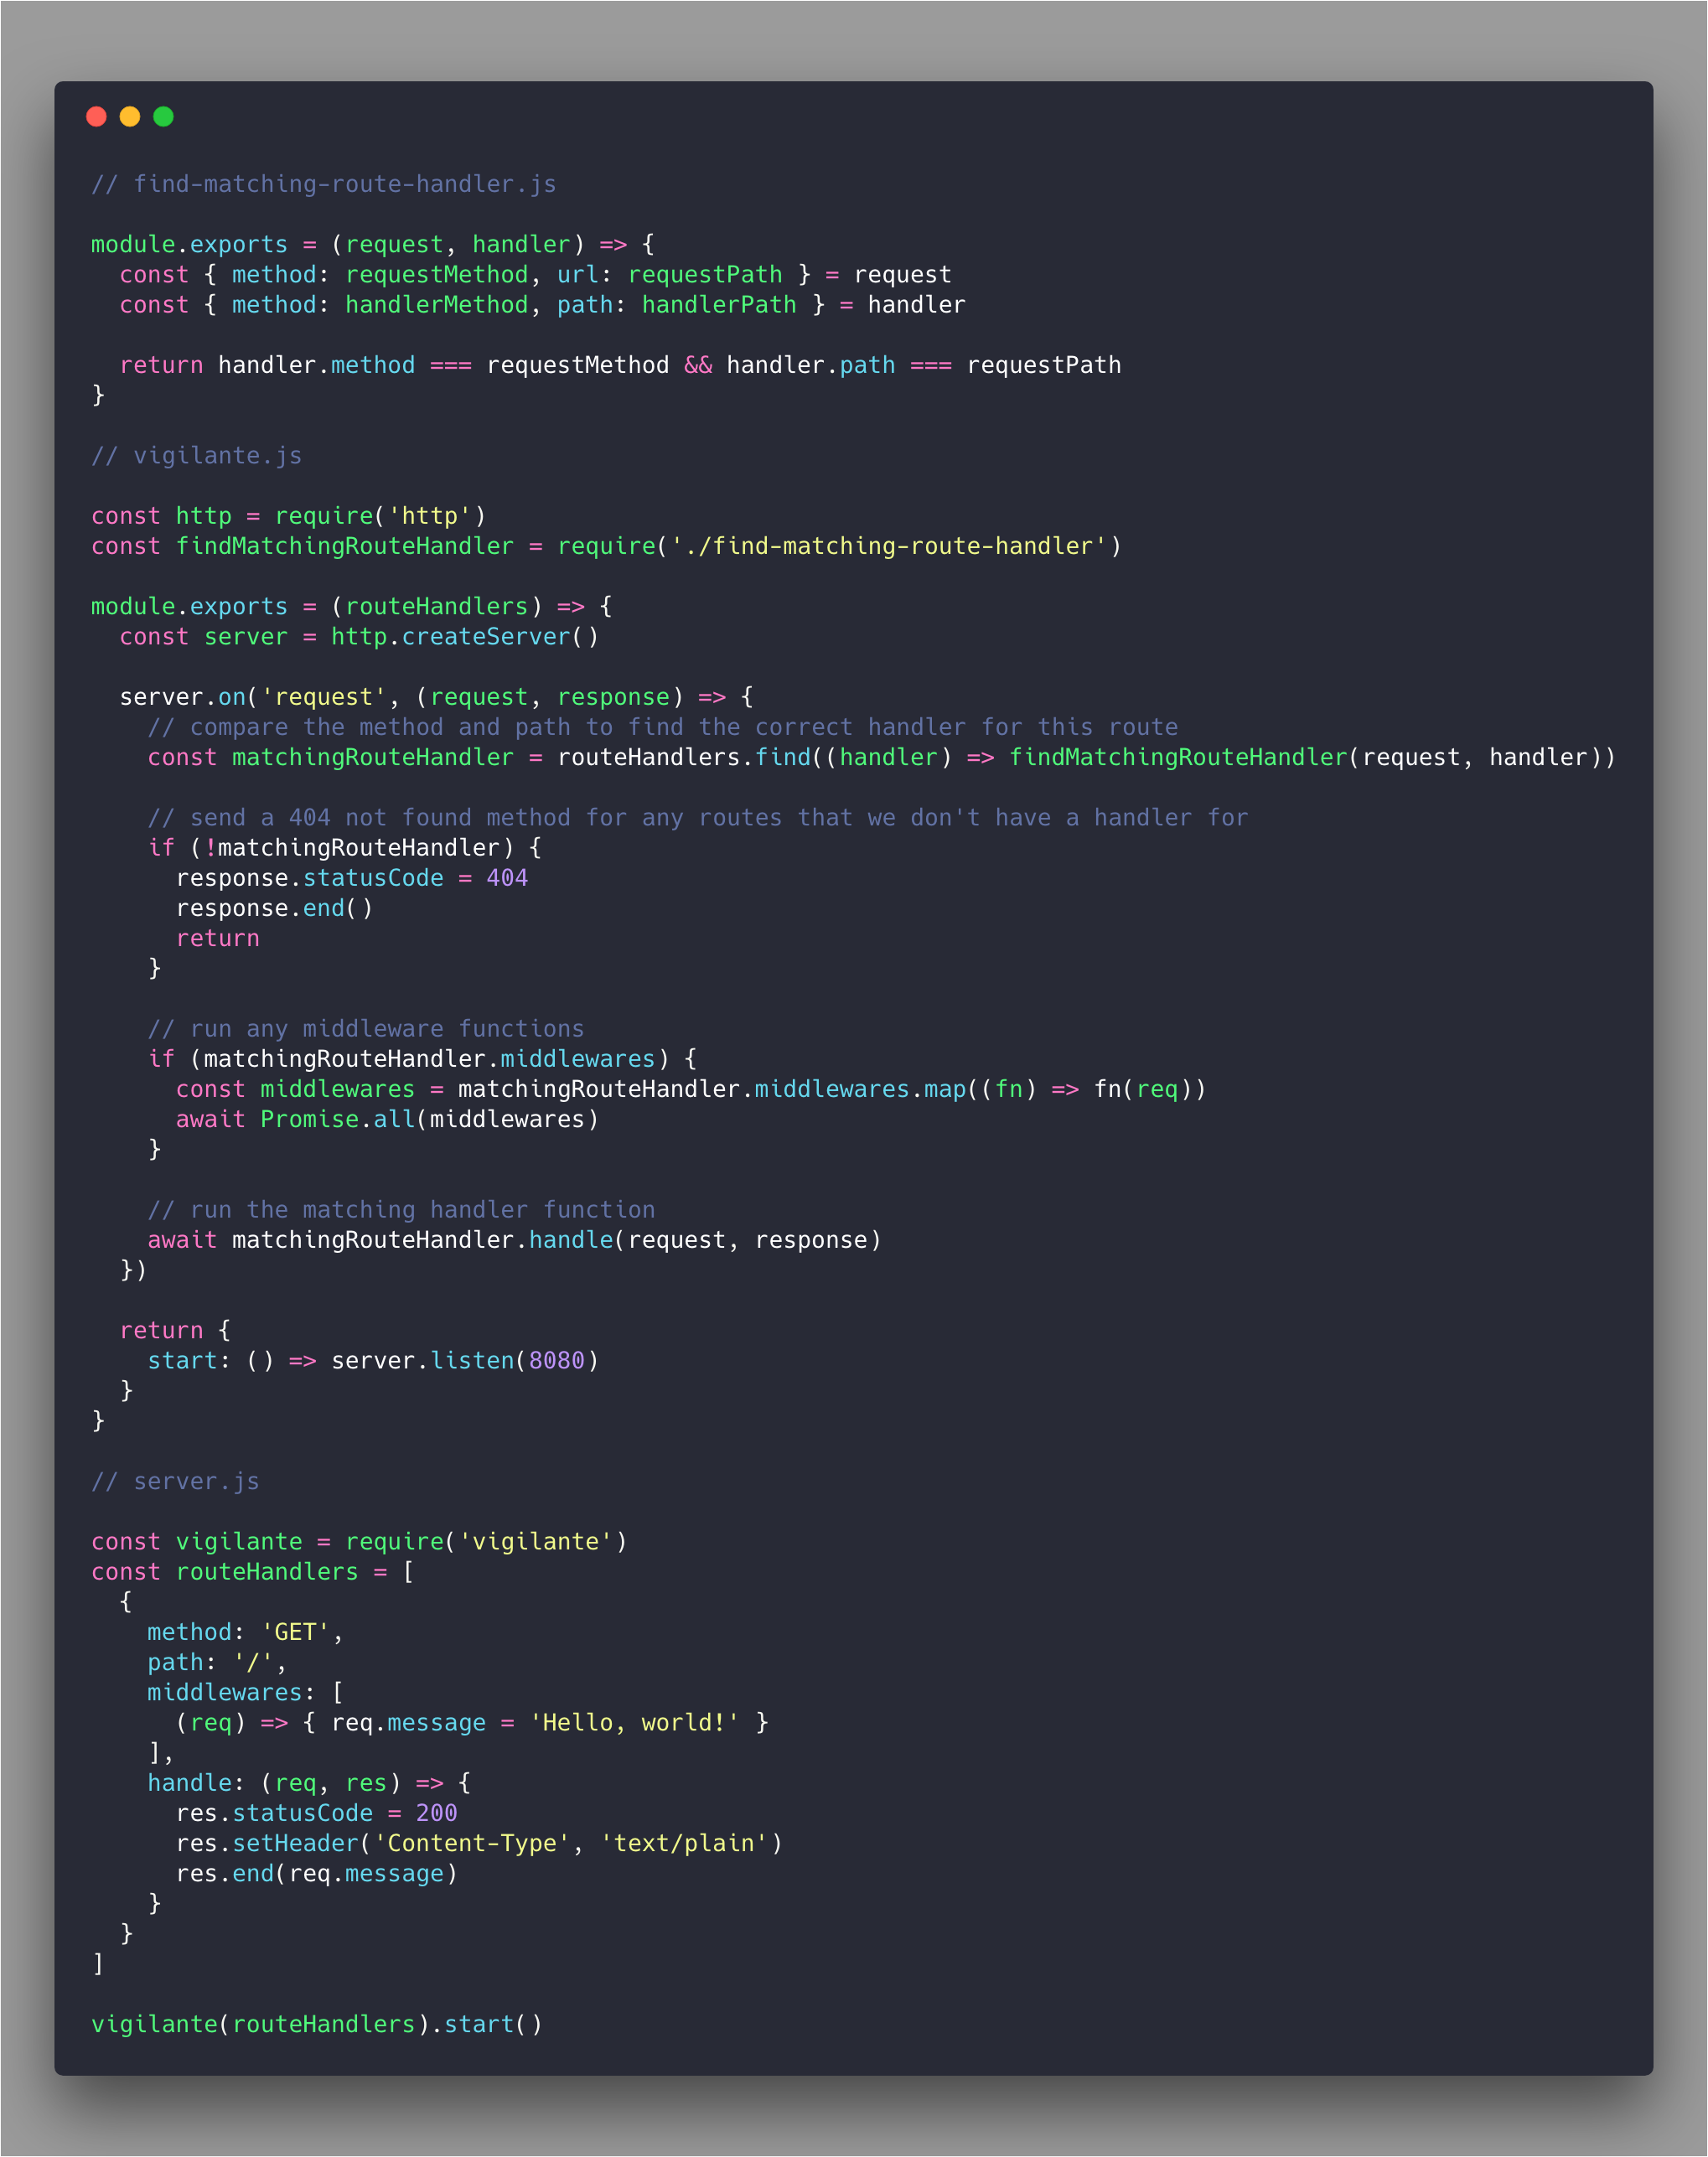 // find-matching-route-handler.js

module.exports = (request, handler) => {
  const { method: requestMethod, url: requestPath } = request
  const { method: handlerMethod, path: handlerPath } = handler

  return handler.method === requestMethod && handler.path === requestPath
}

// vigilante.js

const http = require('http')
const findMatchingRouteHandler = require('./find-matching-route-handler')

module.exports = (routeHandlers) => {
  const server = http.createServer()

  server.on('request', (request, response) => {
    // compare the method and path to find the correct handler for this route
    const matchingRouteHandler = routeHandlers.find((handler) => findMatchingRouteHandler(request, handler))

    // send a 404 not found method for any routes that we don't have a handler for
    if (!matchingRouteHandler) {
      response.statusCode = 404
      response.end()
      return
    }

    // run any middleware functions
    if (matchingRouteHandler.middlewares) {
      const middlewares = matchingRouteHandler.middlewares.map((fn) => fn(req))
      await Promise.all(middlewares)
    }

    // run the matching handler function
    await matchingRouteHandler.handle(request, response)
  })

  return {
    start: () => server.listen(8080)
  }
}

// server.js

const vigilante = require('vigilante')
const routeHandlers = [
  {
    method: 'GET',
    path: '/',
    middlewares: [
      (req) => { req.message = 'Hello, world!' }
    ],
    handle: (req, res) => {
      res.statusCode = 200
      res.setHeader('Content-Type', 'text/plain')
      res.end(req.message)
    }
  }
]

vigilante(routeHandlers).start()